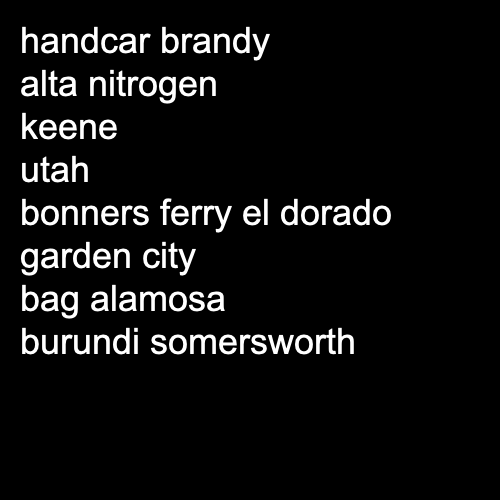 handcar brandy
alta nitrogen
keene
utah
bonners ferry el dorado
garden city
bag alamosa
burundi somersworth